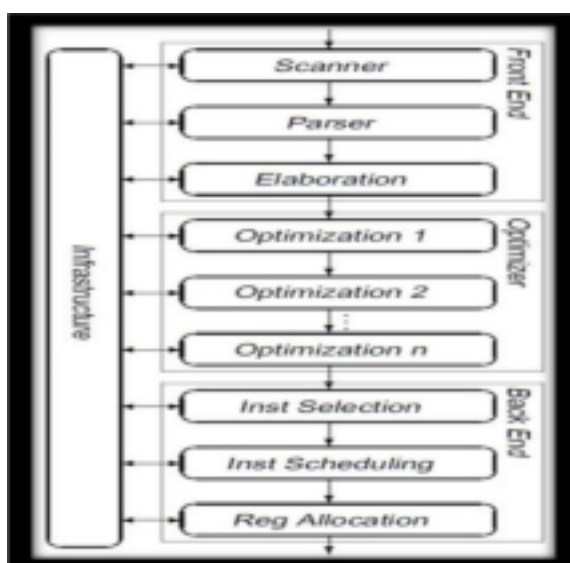 Front End
Scanner
Parser
Elaboration
Optimizer
Optimization 1
Optimization 2
Optimization n
Back End
Inst Selection
Inst Scheduling
Reg Allocation
Infrastructure